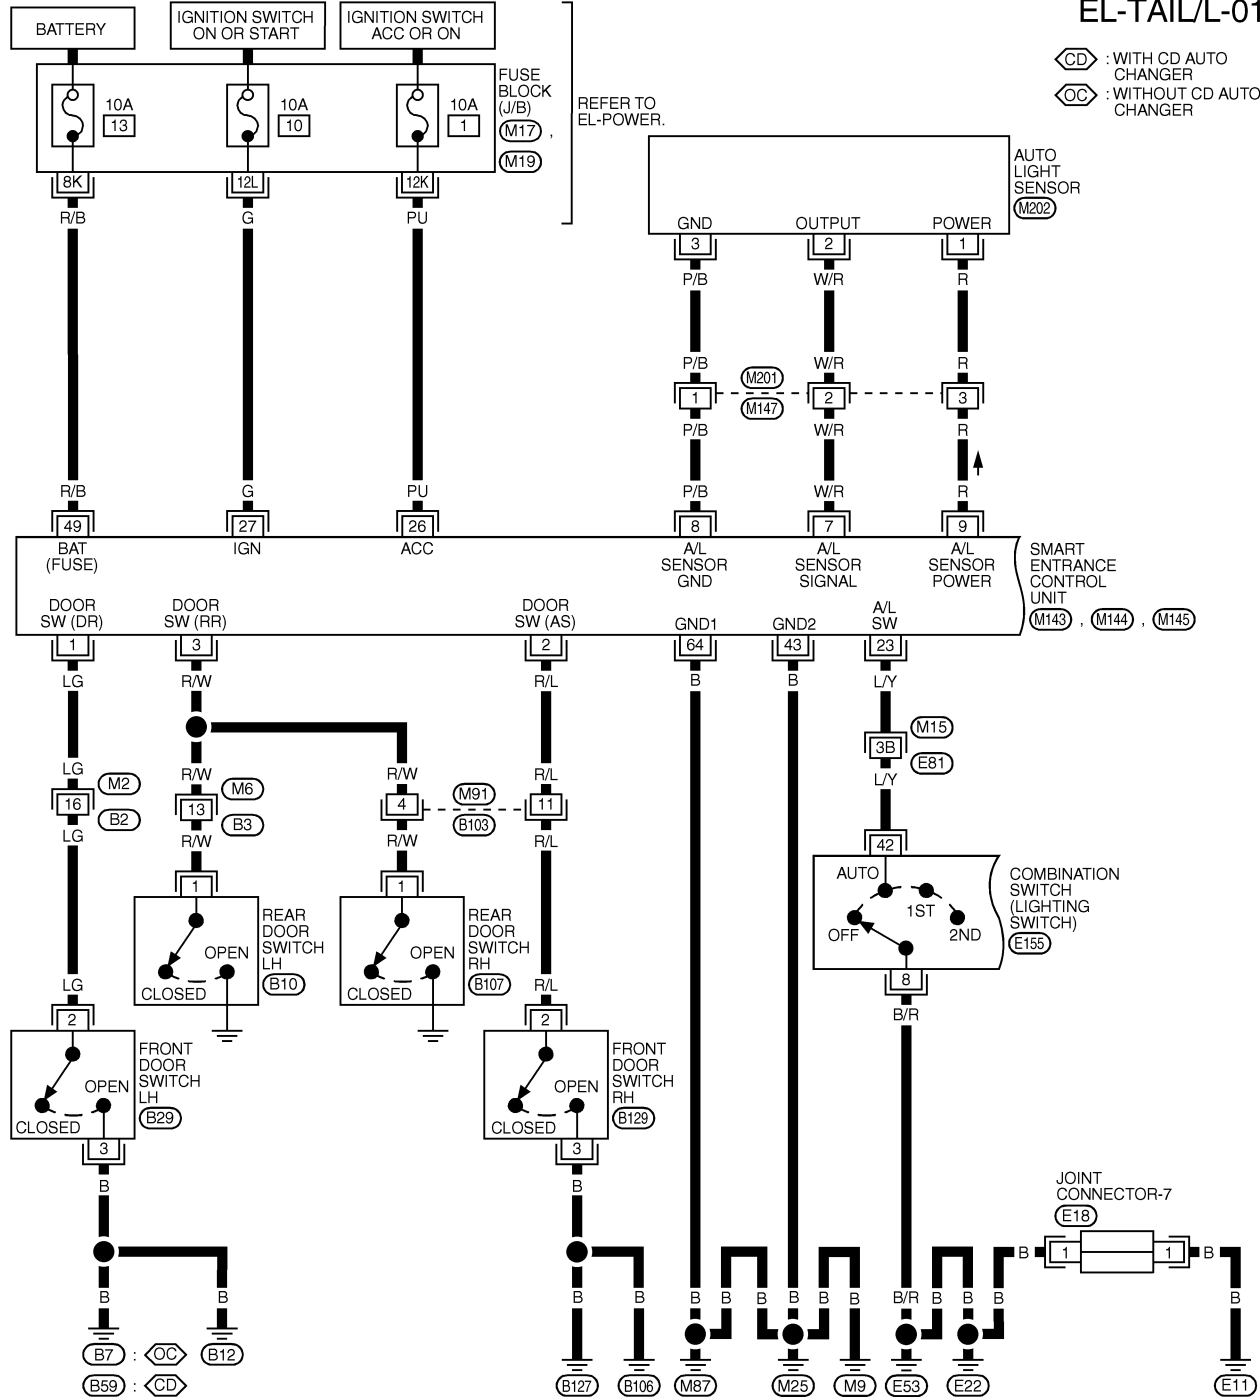 EL-TAIL/L-01
BATTERY
IGNITION SWITCH
ON OR START
IGNITION SWITCH
ACC OR ON
CD : WITH CD AUTO
CHANGER
OC : WITHOUT CD AUTO
CHANGER
10A
13
10A
10
10A
1
FUSE
BLOCK
(J/B)
M17 ,
M19
REFER TO
EL-POWER.
8K
12L
12K
R/B
G
PU
AUTO
LIGHT
SENSOR
M202
GND
OUTPUT
POWER
3
2
1
P/B
W/R
R
P/B
W/R
R
1
M201
M147
2
3
P/B
W/R
R
R/B
G
PU
P/B
W/R
R
49
27
26
8
7
9
BAT
(FUSE)
IGN
ACC
A/L
SENSOR
GND
A/L
SENSOR
SIGNAL
A/L
SENSOR
POWER
SMART
ENTRANCE
CONTROL
UNIT
M143 , M144 , M145
DOOR
SW (DR)
DOOR
SW (RR)
DOOR
SW (AS)
GND1
GND2
A/L
SW
1
3
2
64
43
23
LG
R/W
R/L
B
B
L/Y
M15
3B
E81
L/Y
LG
R/W
R/W
R/L
16
M2
B2
13
M6
B3
4
M91
B103
11
LG
R/W
R/W
R/L
42
1
1
AUTO
1ST
OFF
2ND
COMBINATION
SWITCH
(LIGHTING
SWITCH)
E155
REAR
DOOR
SWITCH
LH
B10
OPEN
CLOSED
REAR
DOOR
SWITCH
RH
B107
OPEN
CLOSED
8
B/R
LG
R/L
2
2
FRONT
DOOR
SWITCH
LH
B29
OPEN
CLOSED
FRONT
DOOR
SWITCH
RH
B129
OPEN
CLOSED
3
3
B
B
JOINT
CONNECTOR-7
E18
B
1
1
B
B
B
B
B
B
B
B
B
B
B/R
B
B
B
B
B7 : OC
B12
B59 : CD
B127
B106
M87
M25
M9
E53
E22
E11